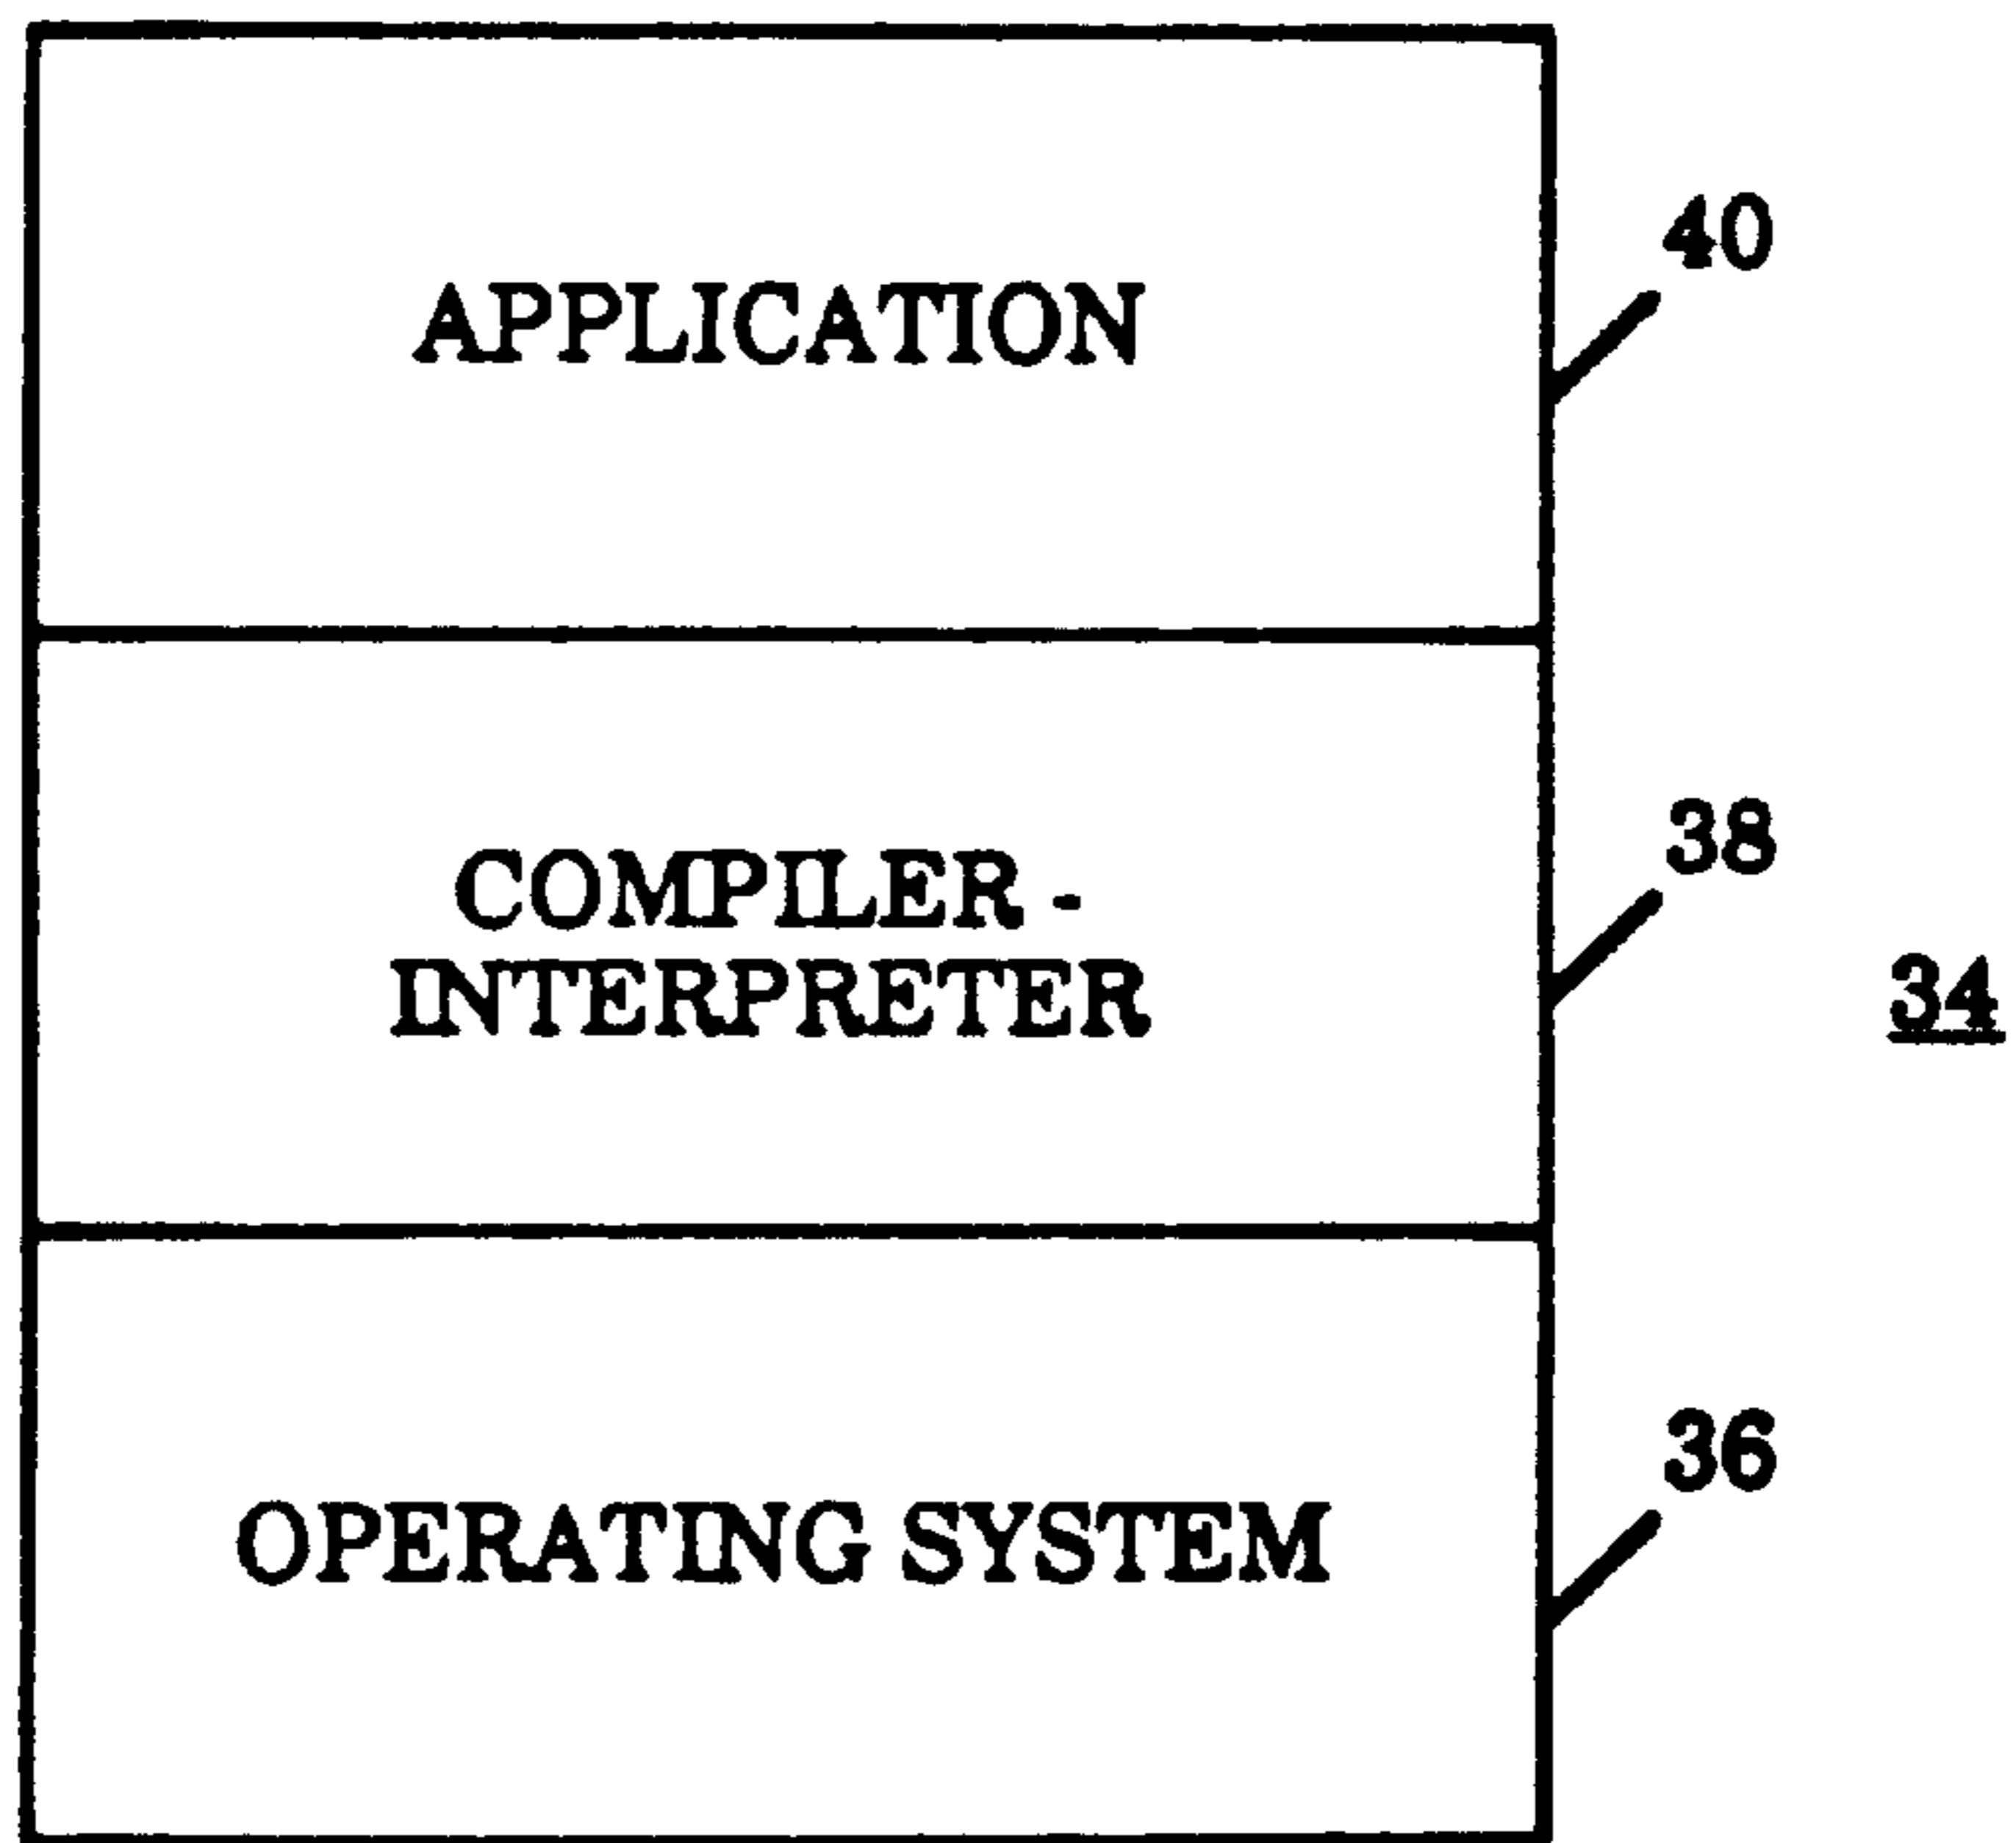 40
APPLICATION
38
COMPILER -
INTERPRETER
34
36
OPERATING SYSTEM